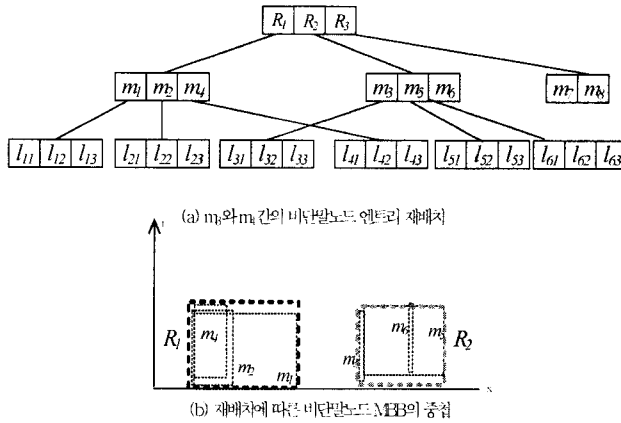 R1 R2 R3
m1 m2 m4
m3 m5 m6
m7 m8
l11 l12 l13
l21 l22 l23
l31 l32 l33
l41 l42 l43
l51 l52 l53
l61 l62 l63
(a) m3와 m4간의 비단말노드 엔트리 재배치
R1
m4
m2
m1
m6
R2
x
(b) 재배치에 따른 비단말노드 MBB의 중첩